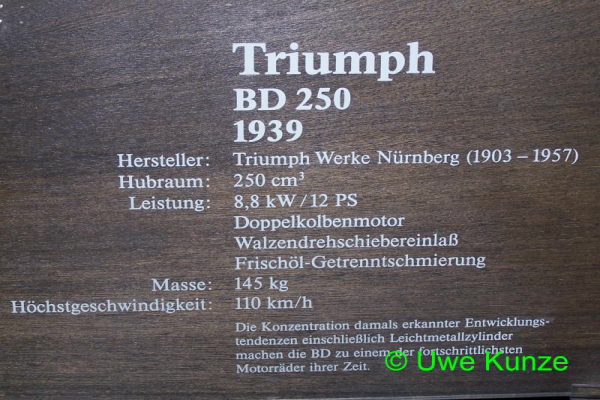 Triumph
BD 250
1939
Hersteller: Triumph Werke Nürnberg (1903 – 1957)
Hubraum: 250 cm³
Leistung: 8,8 kW / 12 PS
Doppelkolbenmotor
Walzendrehschiebereinlaß
Frischöl-Getrenntschmierung
Masse: 145 kg
Höchstgeschwindigkeit: 110 km/h
Die Konzentration damals erkannter Entwicklungs-
tendenzen einschließlich Leichtmetallzylinder
machen die BD zu einem der fortschrittlichsten
Motorräder ihrer Zeit.
© Uwe Kunze